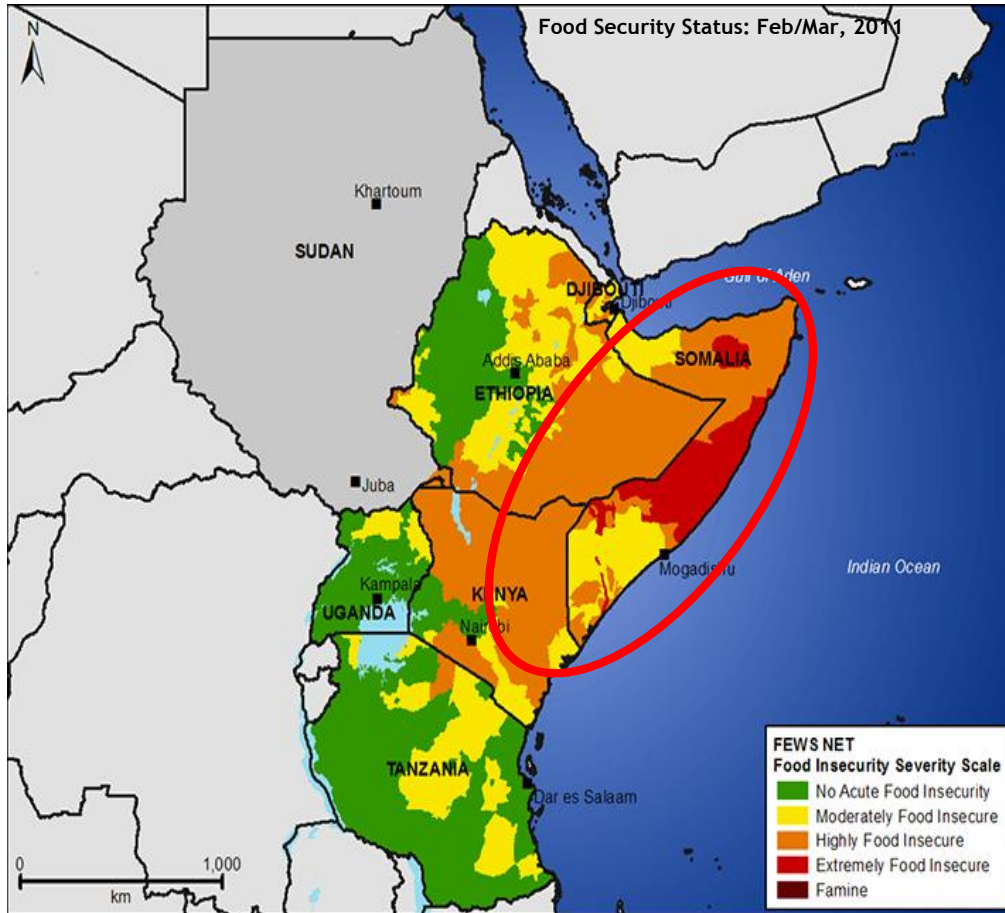 Food Security Status: Feb/Mar, 2011
N
Khartoum
SUDAN
Gulf of Aden
DJIBOUTI
Djibouti
SOMALIA
Addis Ababa
ETHIOPIA
Juba
Mogadishu
Indian Ocean
Kampala
KENYA
UGANDA
Nairobi
TANZANIA
Dar es Salaam
FEWS NET
Food Insecurity Severity Scale
No Acute Food Insecurity
Moderately Food Insecure
Highly Food Insecure
Extremely Food Insecure
Famine
0 1,000
km